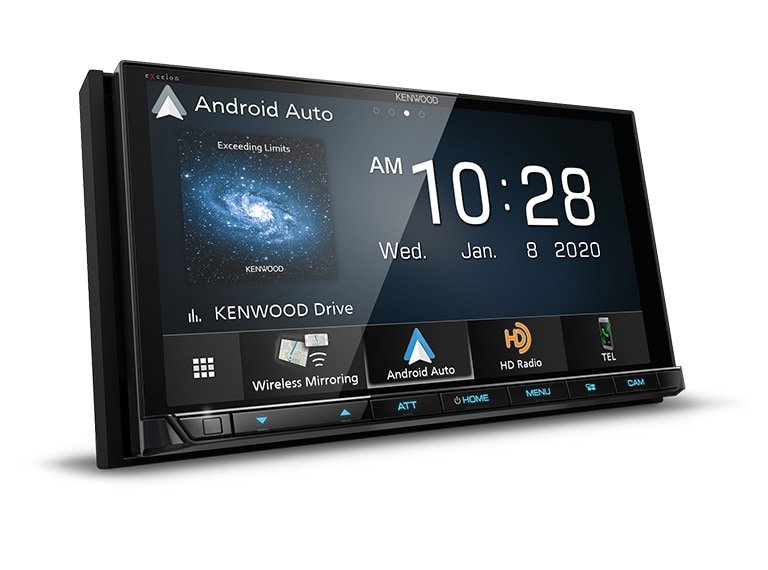 eXcelon
KENWOOD
Android Auto
Exceeding Limits
KENWOOD
AM 10:28
Wed. Jan. 8 2020
KENWOOD Drive
Wireless Mirroring
Android Auto
HD
HD Radio
TEL
ATT
HOME
MENU
CAM